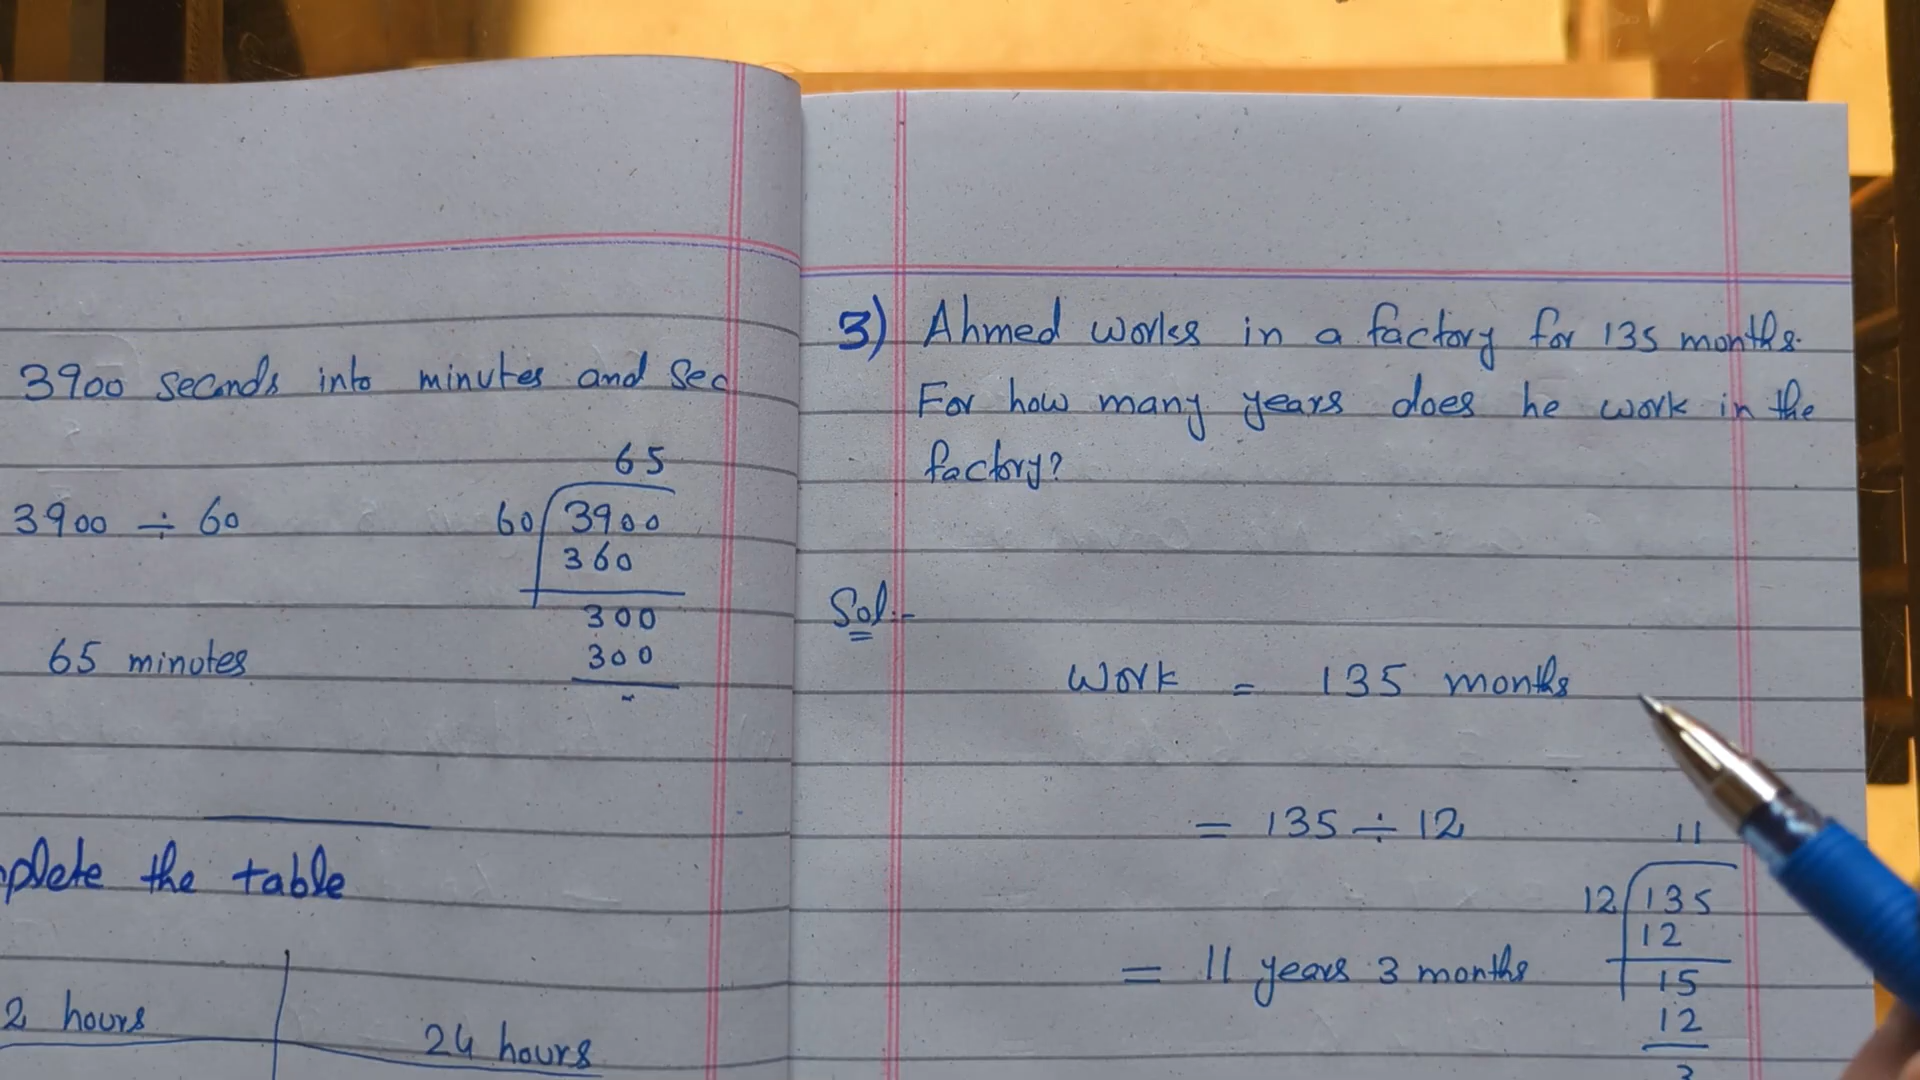 3900 seconds into minutes and Sec
3900 ÷ 60
65
60 3900
360
300
300
-
65 minutes
plete the table
2 hours
24 hours
3) Ahmed works in a factory for 135 months.
For how many years does he work in the
factory?
Sol:-
Work = 135 months
= 135 ÷ 12
= 11 years 3 months
11
12 135
12
15
12
3